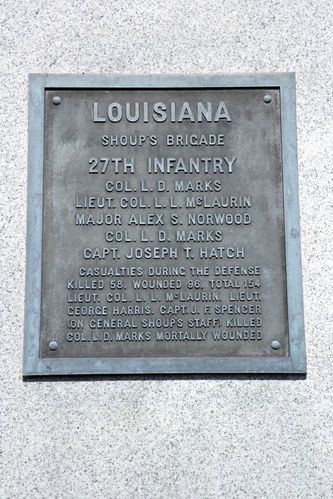 LOUISIANA
SHOUP'S BRIGADE
27TH INFANTRY
COL. L. D. MARKS
LIEUT. COL. L. L. McLAURIN
MAJOR ALEX S. NORWOOD
COL. L. D. MARKS
CAPT. JOSEPH T. HATCH
CASUALTIES DURING THE DEFENSE
KILLED 58, WOUNDED 96, TOTAL 154
LIEUT. COL. L. L. McLAURIN, LIEUT.
GEORGE HARRIS, CAPT. J. F. SPENCER
(ON GENERAL SHOUP'S STAFF) KILLED
COL. L. D. MARKS MORTALLY WOUNDED